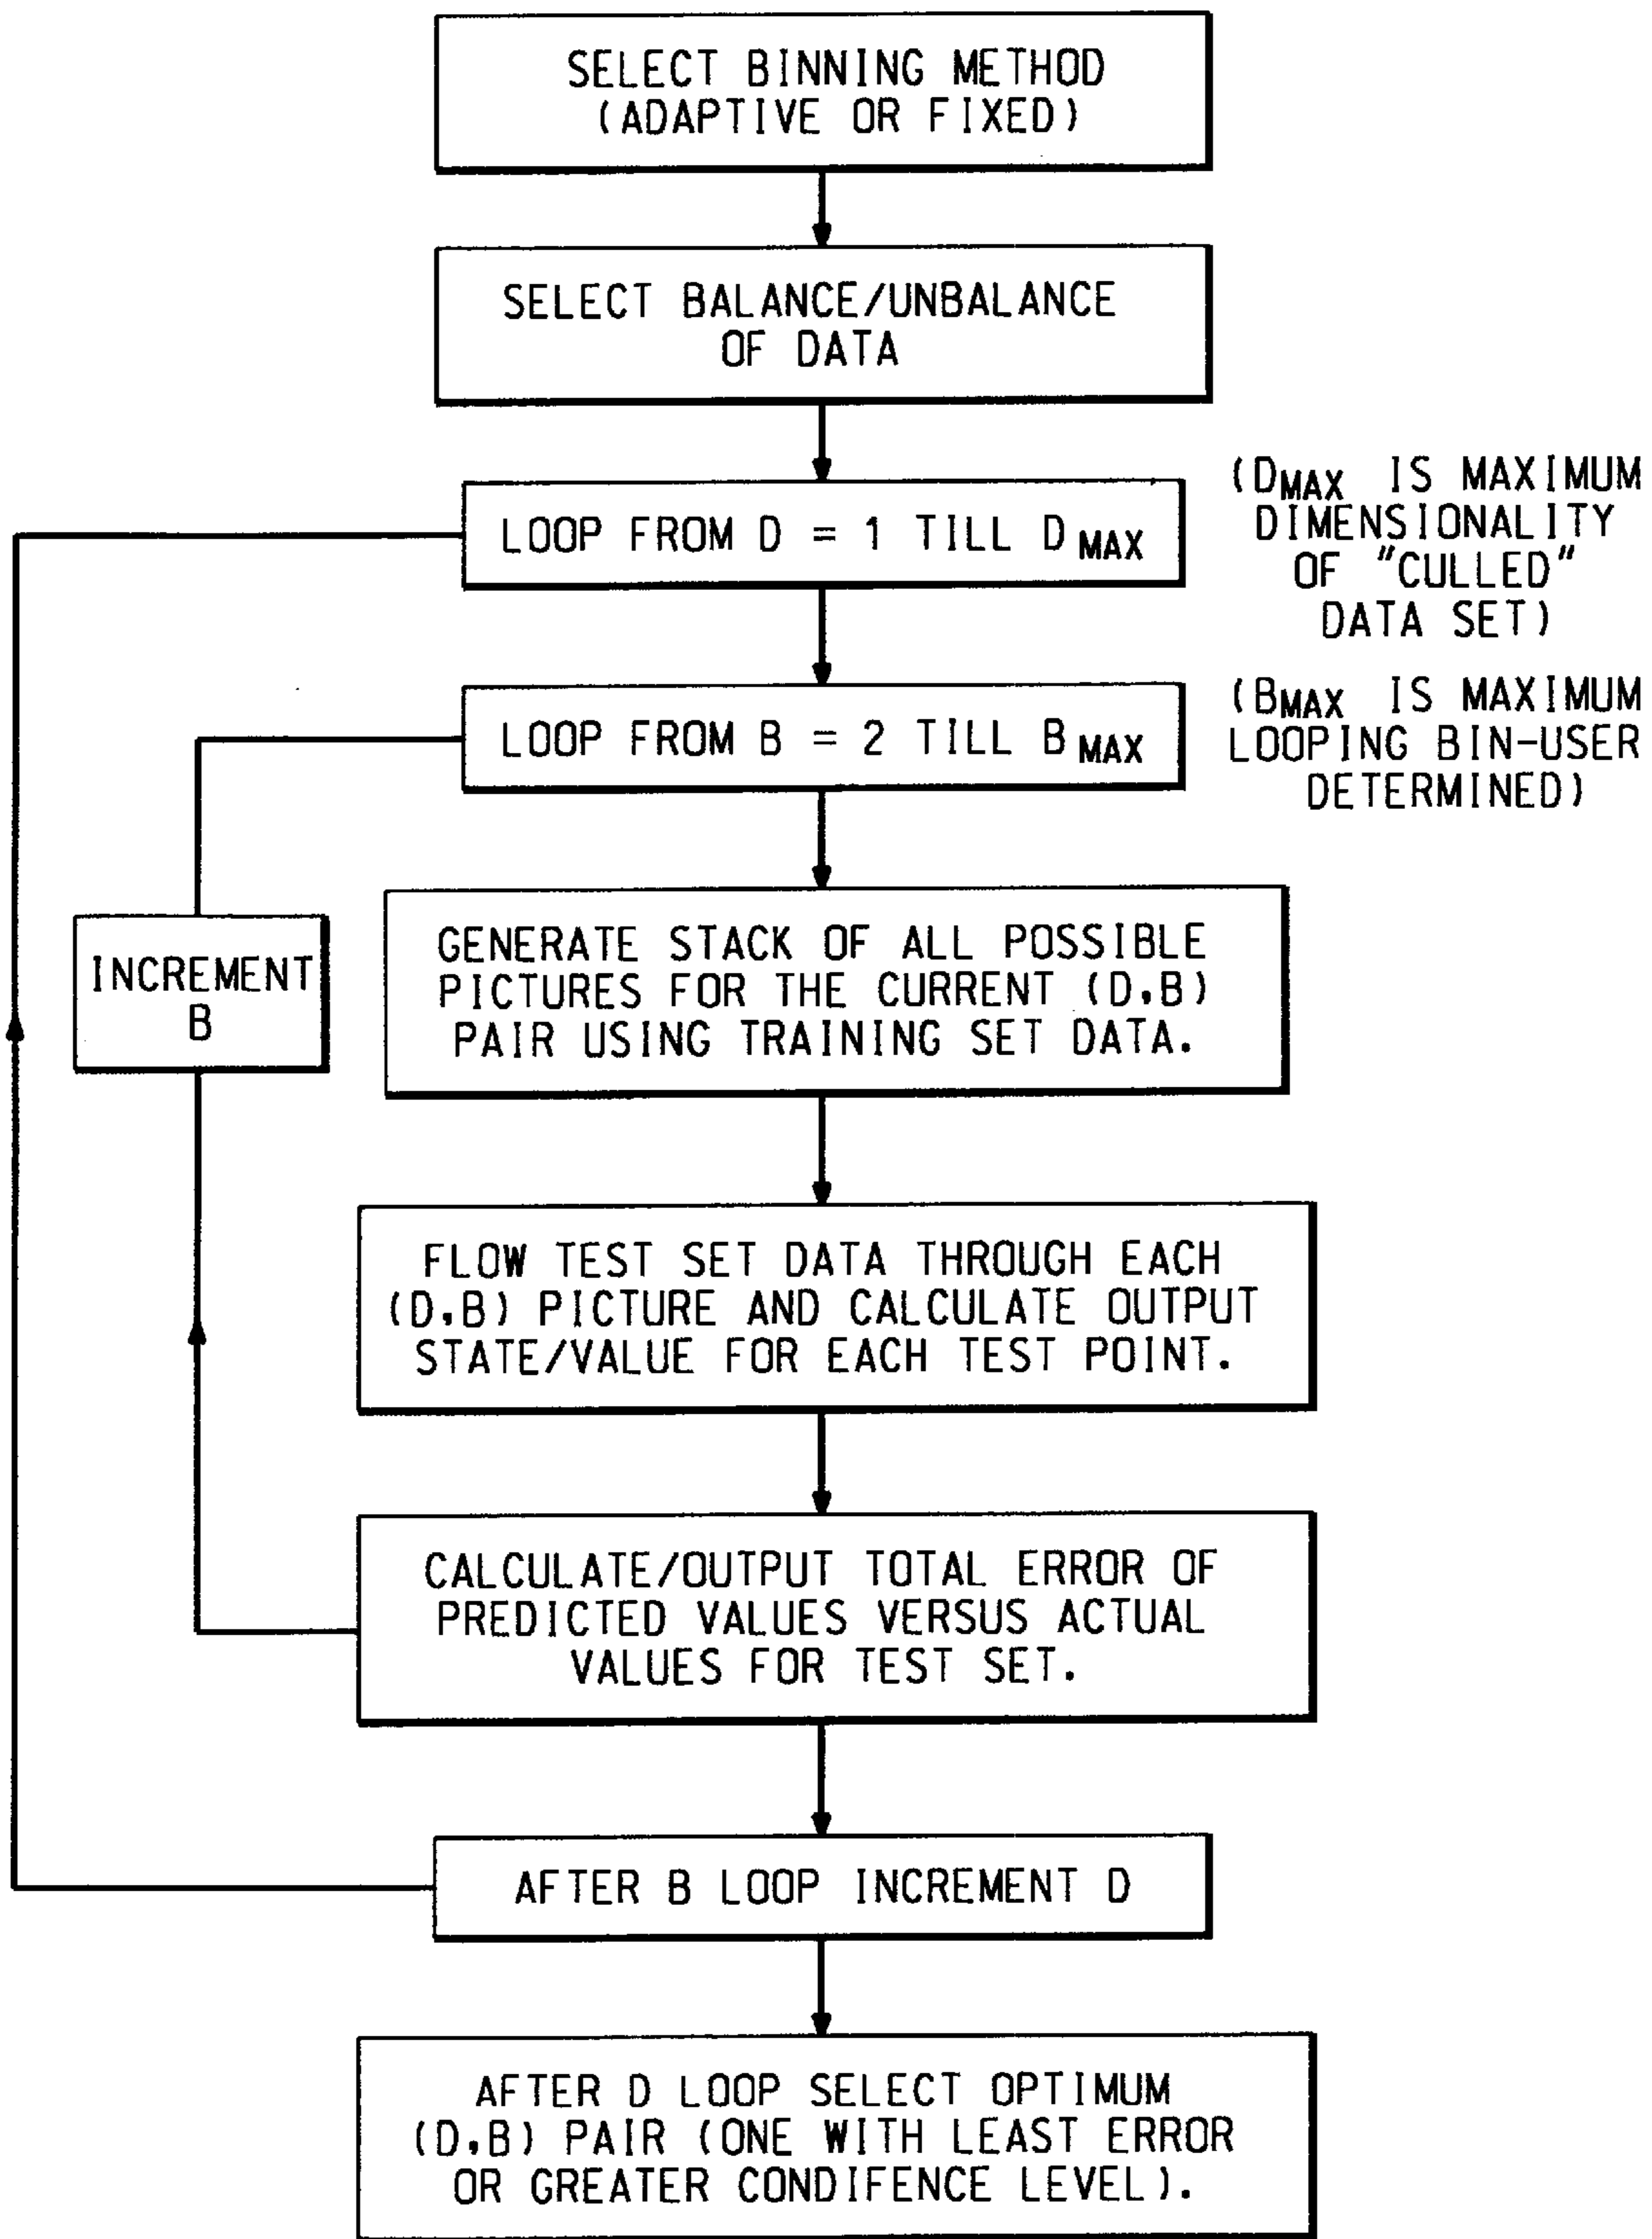 SELECT BINNING METHOD
(ADAPTIVE OR FIXED)
SELECT BALANCE/UNBALANCE
OF DATA
LOOP FROM D = 1 TILL DMAX
(DMAX IS MAXIMUM
DIMENSIONALITY
OF "CULLED"
DATA SET)
LOOP FROM B = 2 TILL BMAX
(BMAX IS MAXIMUM
LOOPING BIN-USER
DETERMINED)
INCREMENT
B
GENERATE STACK OF ALL POSSIBLE
PICTURES FOR THE CURRENT (D,B)
PAIR USING TRAINING SET DATA.
FLOW TEST SET DATA THROUGH EACH
(D,B) PICTURE AND CALCULATE OUTPUT
STATE/VALUE FOR EACH TEST POINT.
CALCULATE/OUTPUT TOTAL ERROR OF
PREDICTED VALUES VERSUS ACTUAL
VALUES FOR TEST SET.
AFTER B LOOP INCREMENT D
AFTER D LOOP SELECT OPTIMUM
(D,B) PAIR (ONE WITH LEAST ERROR
OR GREATER CONDIFENCE LEVEL).